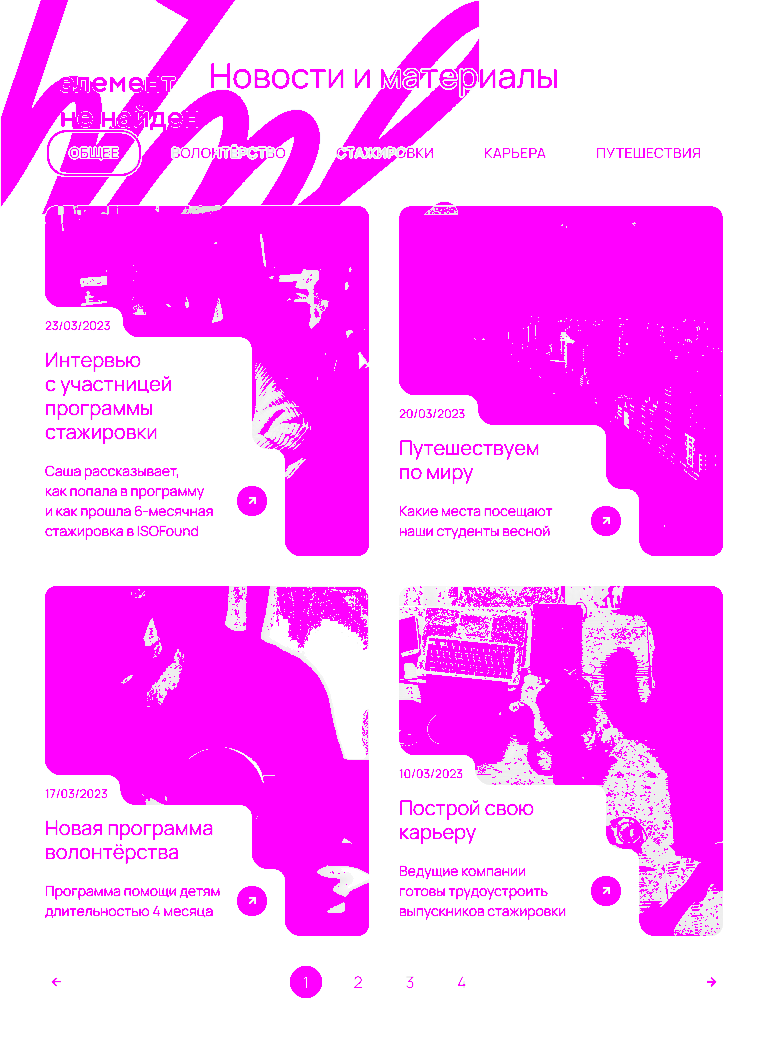 элемент
не найден
Новости и материалы
ОБЩЕЕ
ВОЛОНТЁРСТВО
СТАЖИРОВКИ
КАРЬЕРА
ПУТЕШЕСТВИЯ
23/03/2023
Интервью
с участницей
программы
стажировки
Саша рассказывает,
как попала в программу
и как прошла 6-месячная
стажировка в ISOFound
20/03/2023
Путешествуем
по миру
Какие места посещают
наши студенты весной
17/03/2023
Новая программа
волонтёрства
Программа помощи детям
длительностью 4 месяца
10/03/2023
Построй свою
карьеру
Ведущие компании
готовы трудоустроить
выпускников стажировки
1 2 3 4